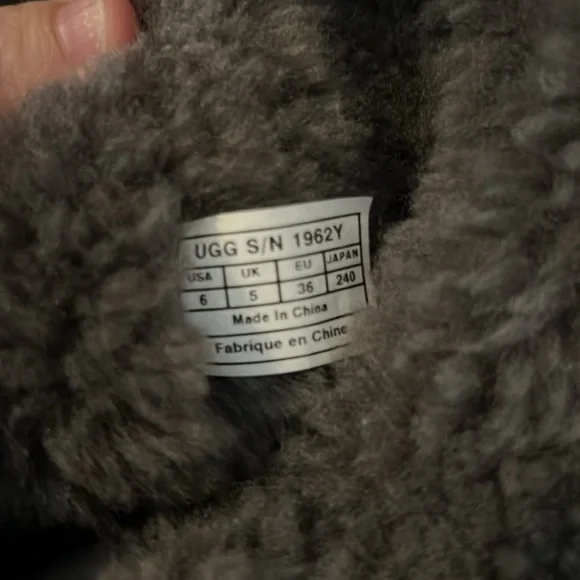 UGG S/N 1962Y
USA UK EU JAPAN
6 5 36 240
Made In China
Fabrique en Chine